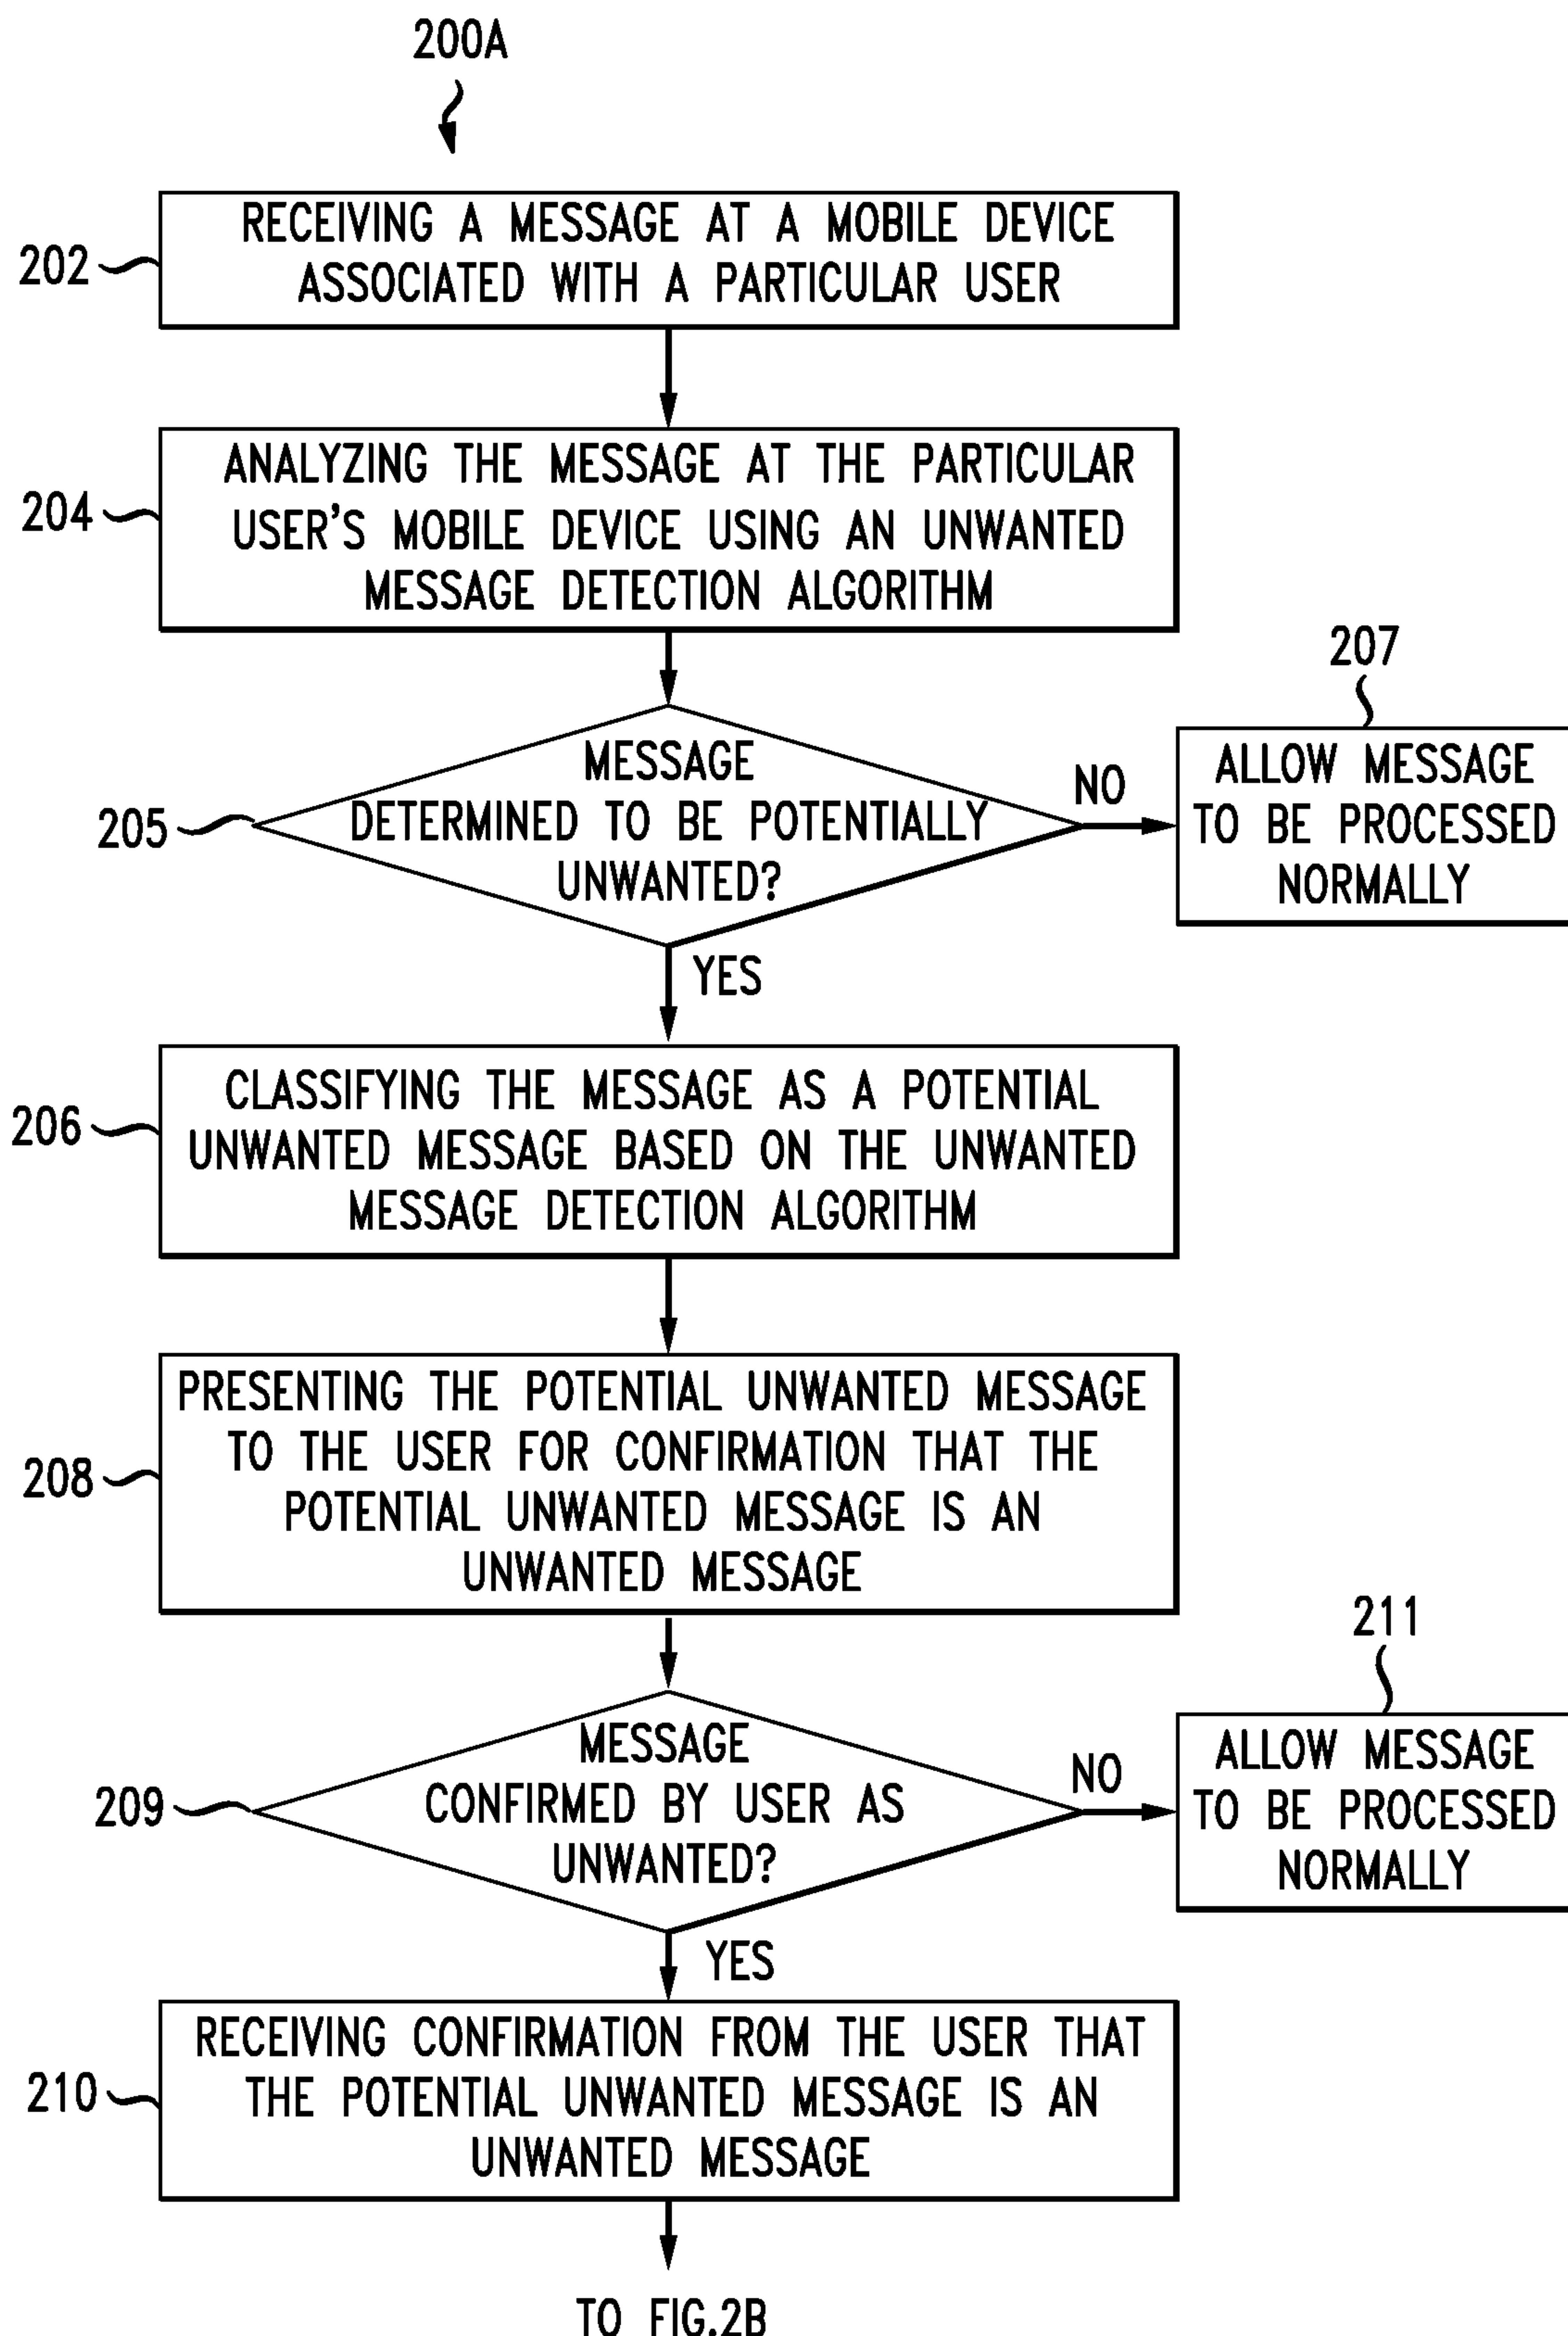 200A
202
RECEIVING A MESSAGE AT A MOBILE DEVICE
ASSOCIATED WITH A PARTICULAR USER
204
ANALYZING THE MESSAGE AT THE PARTICULAR
USER'S MOBILE DEVICE USING AN UNWANTED
MESSAGE DETECTION ALGORITHM
205
MESSAGE
DETERMINED TO BE POTENTIALLY
UNWANTED?
NO
207
ALLOW MESSAGE
TO BE PROCESSED
NORMALLY
YES
206
CLASSIFYING THE MESSAGE AS A POTENTIAL
UNWANTED MESSAGE BASED ON THE UNWANTED
MESSAGE DETECTION ALGORITHM
208
PRESENTING THE POTENTIAL UNWANTED MESSAGE
TO THE USER FOR CONFIRMATION THAT THE
POTENTIAL UNWANTED MESSAGE IS AN
UNWANTED MESSAGE
209
MESSAGE
CONFIRMED BY USER AS
UNWANTED?
NO
211
ALLOW MESSAGE
TO BE PROCESSED
NORMALLY
YES
210
RECEIVING CONFIRMATION FROM THE USER THAT
THE POTENTIAL UNWANTED MESSAGE IS AN
UNWANTED MESSAGE
TO FIG.2B